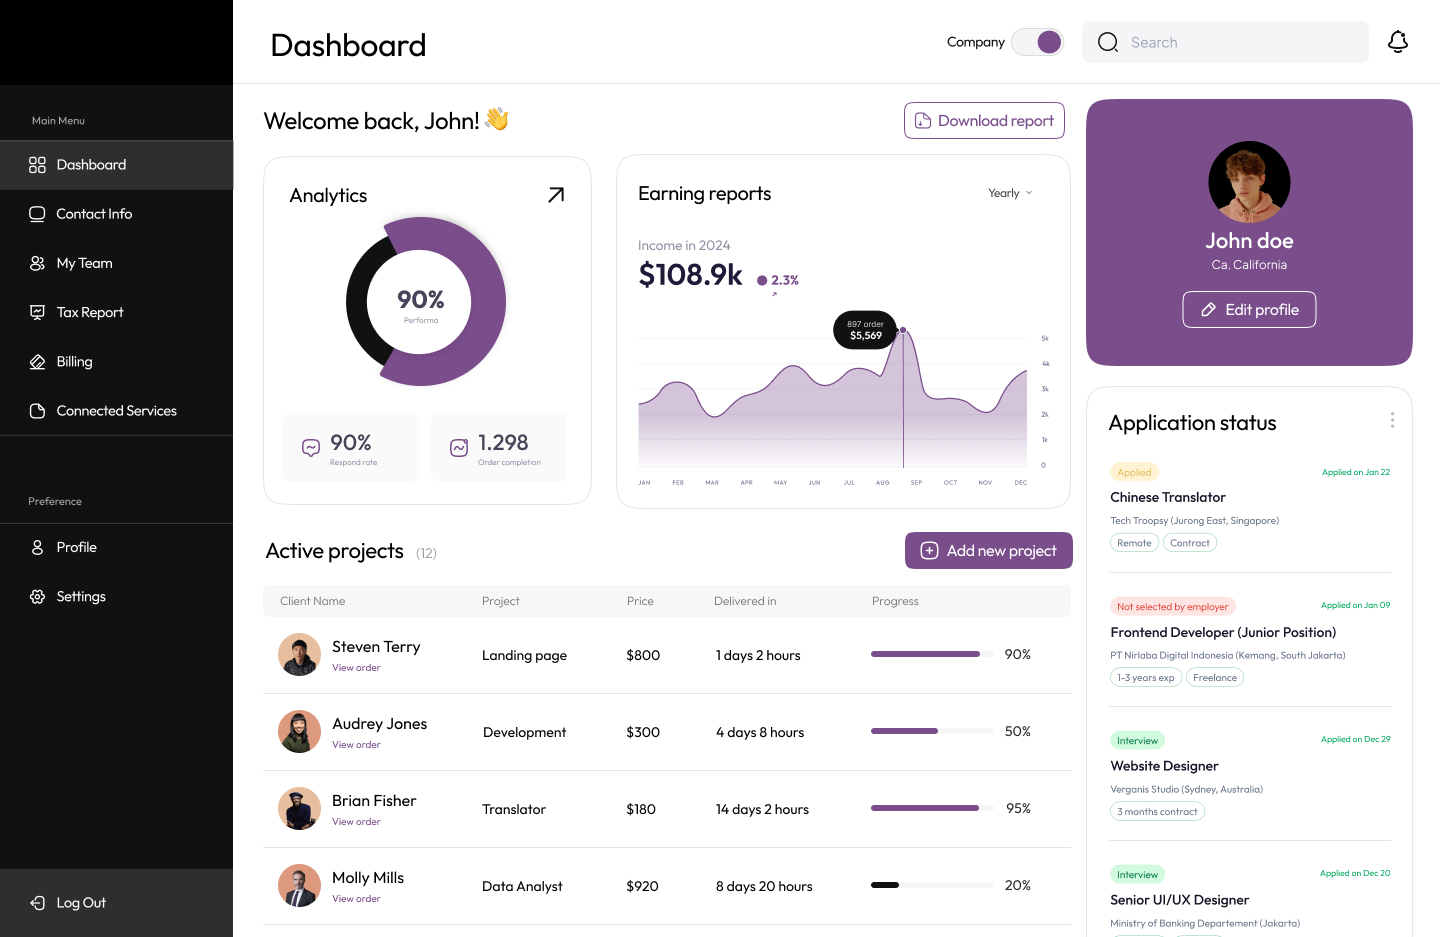 Dashboard
Company
Search
Main Menu
Dashboard
Contact Info
My Team
Tax Report
Billing
Connected Services
Preference
Profile
Settings
Log Out
Welcome back, John! 👋
Download report
Analytics
90%
Performa
90%
Respond rate
1.298
Order completion
Earning reports
Yearly
Income in 2024
$108.9k
2.3%
897 order
$5,569
5k
4k
3k
2k
1k
0
JAN FEB MAR APR MAY JUN JUL AUG SEP OCT NOV DEC
Active projects (12)
Add new project
Client Name Project Price Delivered in Progress
Steven Terry
View order
Landing page $800 1 days 2 hours 90%
Audrey Jones
View order
Development $300 4 days 8 hours 50%
Brian Fisher
View order
Translator $180 14 days 2 hours 95%
Molly Mills
View order
Data Analyst $920 8 days 20 hours 20%
John doe
Ca, California
Edit profile
Application status
Applied Applied on Jan 22
Chinese Translator
Tech Troopsy (Jurong East, Singapore)
Remote Contract
Not selected by employer Applied on Jan 09
Frontend Developer (Junior Position)
PT Nirlaba Digital Indonesia (Kemang, South Jakarta)
1-3 years exp Freelance
Interview Applied on Dec 29
Website Designer
Verganis Studio (Sydney, Australia)
3 months contract
Interview Applied on Dec 20
Senior UI/UX Designer
Ministry of Banking Departement (Jakarta)